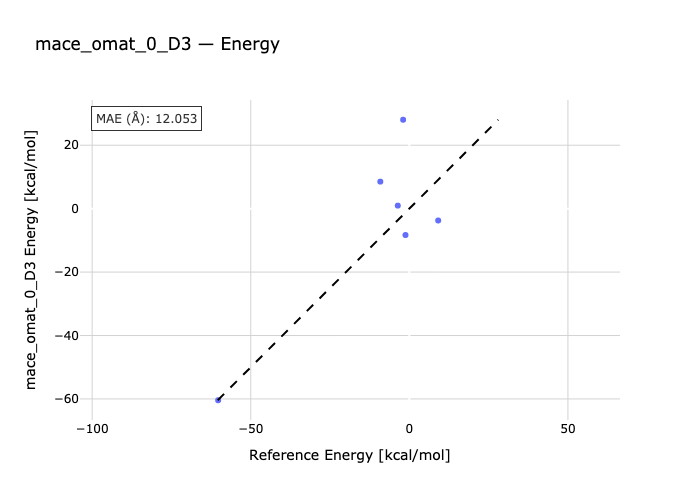 mace_omat_0_D3 — Energy
MAE (Å): 12.053
mace_omat_0_D3 Energy [kcal/mol]
20
0
−20
−40
−60
−100
−50
0
50
Reference Energy [kcal/mol]